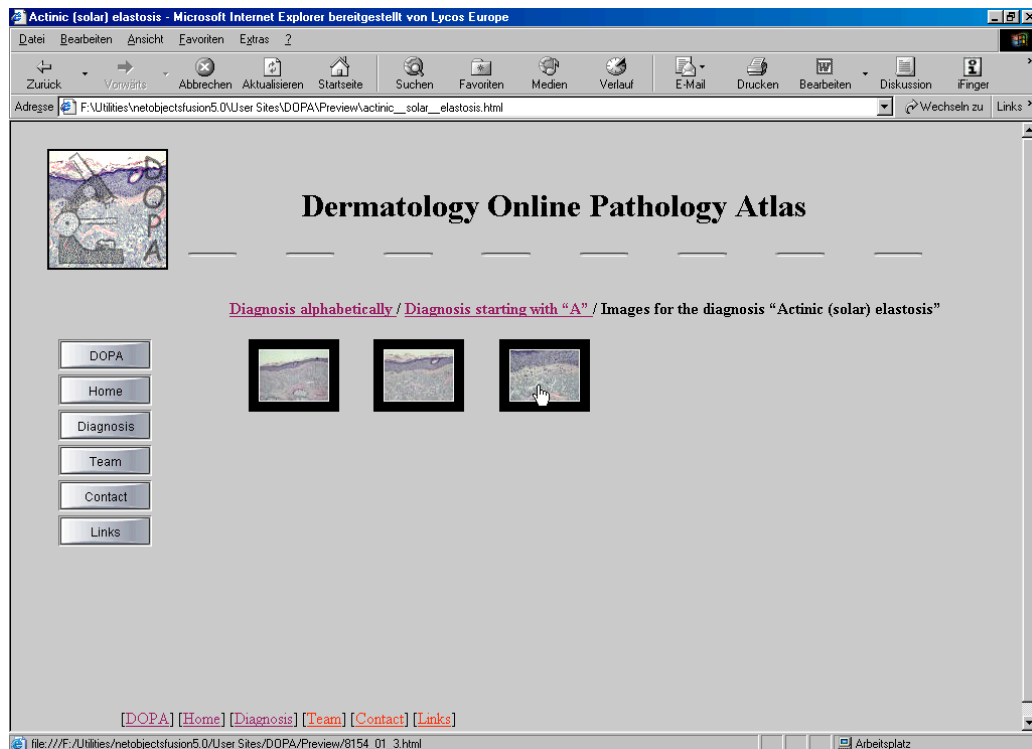 Actinic (solar) elastosis - Microsoft Internet Explorer bereitgestellt von Lycos Europe
Datei Bearbeiten Ansicht Favoriten Extras ?
Zurück Vorwärts Abbrechen Aktualisieren Startseite Suchen Favoriten Medien Verlauf E-Mail Drucken Bearbeiten Diskussion iFinger
Adresse F:\Utilities\netobjectsfusion5.0\User Sites\DOPA\Preview\actinic__solar__elastosis.html Wechseln zu Links
DOPA
Dermatology Online Pathology Atlas
Diagnosis alphabetically / Diagnosis starting with “A” / Images for the diagnosis “Actinic (solar) elastosis”
DOPA
Home
Diagnosis
Team
Contact
Links
[DOPA] [Home] [Diagnosis] [Team] [Contact] [Links]
file:///F:/Utilities/netobjectsfusion5.0/User Sites/DOPA/Preview/8154_01_3.html Arbeitsplatz